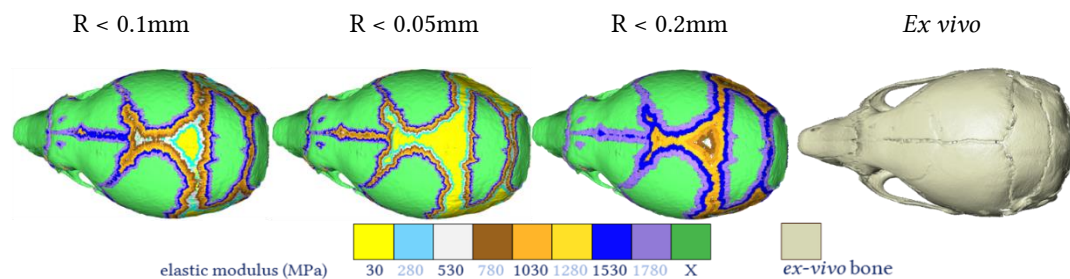 R < 0.1mm R < 0.05mm R < 0.2mm Ex vivo
elastic modulus (MPa) 30 280 530 780 1030 1280 1530 1780 X ex-vivo bone